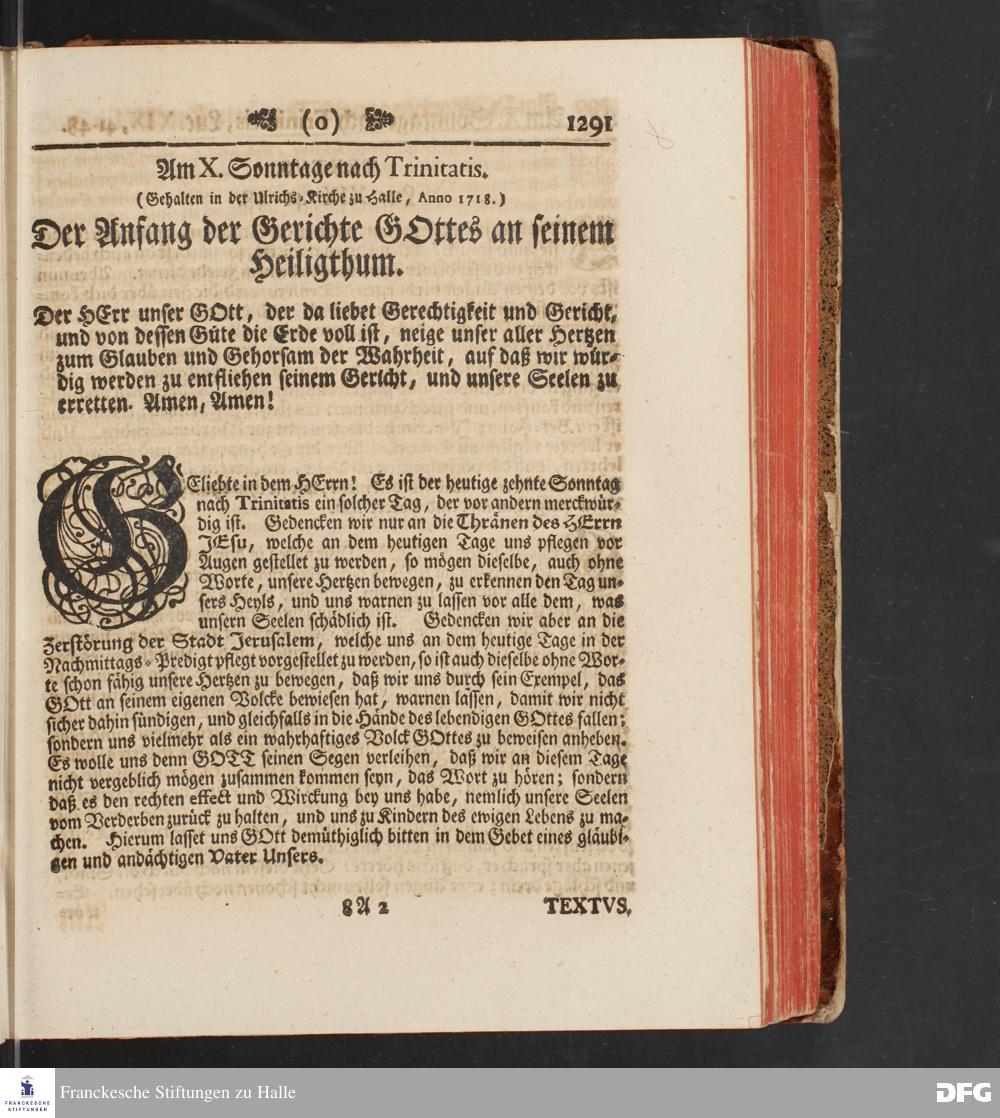 (0) 1291
Am X. Sonntage nach Trinitatis.
(Gehalten in der Ulrichs-Kirche zu Halle, Anno 1718.)
Der Anfang der Gerichte GOttes an seinem
Heiligthum.
Der HErr unser GOtt, der da liebet Gerechtigkeit und Gericht,
und von dessen Güte die Erde voll ist, neige unser aller Hertzen
zum Glauben und Gehorsam der Wahrheit, auf daß wir wür-
dig werden zu entfliehen seinem Gericht, und unsere Seelen zu
erretten. Amen, Amen!
GEliebte in dem HErrn! Es ist der heutige zehnte Sonntag
nach Trinitatis ein solcher Tag, der vor andern merckwür-
dig ist. Gedencken wir nur an die Thränen des HErrn
JEsu, welche an dem heutigen Tage uns pflegen vor
Augen gestellet zu werden, so mögen dieselbe, auch ohne
Worte, unsere Hertzen bewegen, zu erkennen den Tag un-
sers Heyls, und uns warnen zu lassen vor alle dem, was
unsern Seelen schädlich ist. Gedencken wir aber an die
Zerstörung der Stadt Jerusalem, welche uns an dem heutige Tage in der
Nachmittags-Predigt pflegt vorgestellet zu werden, so ist auch dieselbe ohne Wor-
te schon fähig unsere Hertzen zu bewegen, daß wir uns durch sein Exempel, das
GOtt an seinem eigenen Volcke bewiesen hat, warnen lassen, damit wir nicht
sicher dahin sündigen, und gleichfalls in die Hände des lebendigen GOttes fallen;
sondern uns vielmehr als ein wahrhaftiges Volck GOttes zu beweisen anheben.
Es wolle uns denn GOTT seinen Segen verleihen, daß wir an diesem Tage
nicht vergeblich mögen zusammen kommen seyn, das Wort zu hören; sondern
daß es den rechten effect und Wirckung bey uns habe, nemlich unsere Seelen
vom Verderben zurück zu halten, und uns zu Kindern des ewigen Lebens zu ma-
chen. Hierum lasset uns GOtt demüthiglich bitten in dem Gebet eines gläubi-
gen und andächtigen Vater Unsers.
8 A 2 TEXTVS.
FRANCKESCHE
STIFTUNGEN
Franckesche Stiftungen zu Halle
DFG